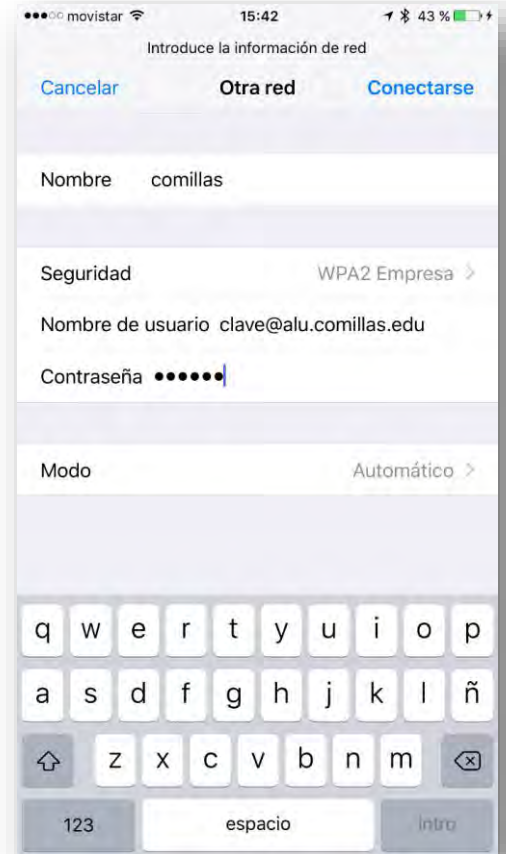 movistar 15:42 43 %
Introduce la información de red
Cancelar Otra red Conectarse
Nombre comillas
Seguridad WPA2 Empresa >
Nombre de usuario clave@alu.comillas.edu
Contraseña ••••••
Modo Automático >
q w e r t y u i o p
a s d f g h j k l ñ
z x c v b n m
123 espacio intro